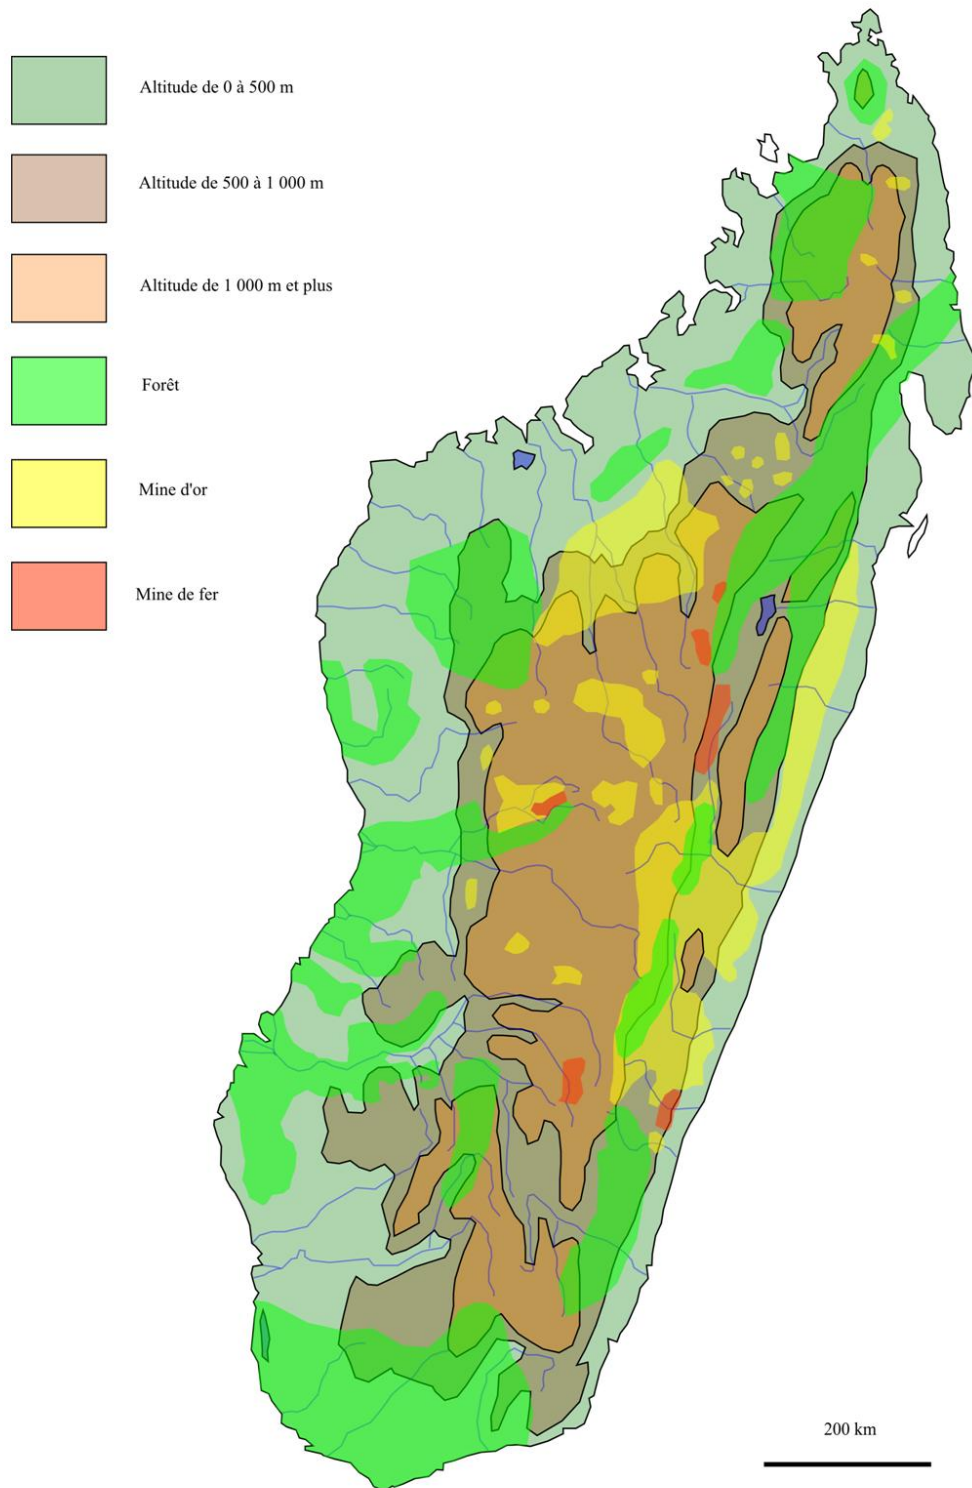 Altitude de 0 à 500 m
Altitude de 500 à 1 000 m
Altitude de 1 000 m et plus
Forêt
Mine d'or
Mine de fer
200 km